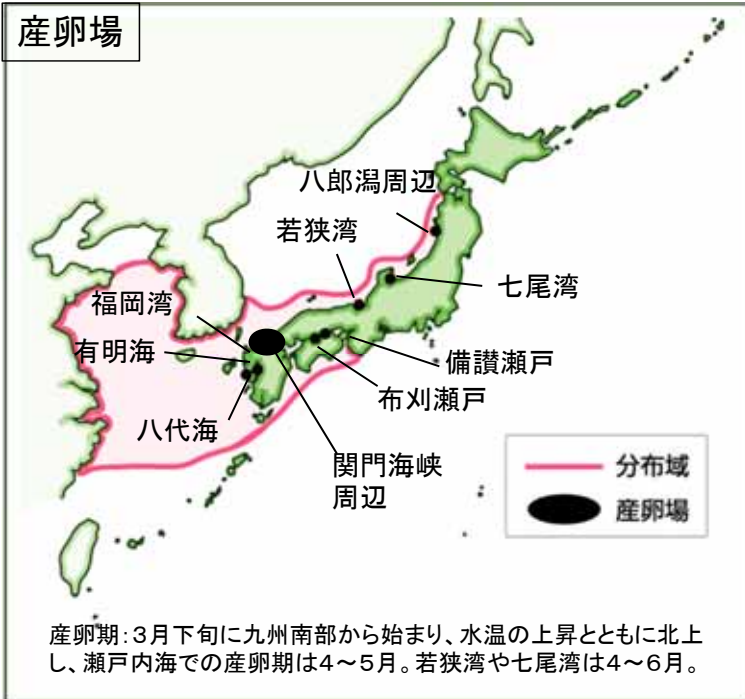 産卵場
八郎潟周辺
若狭湾
七尾湾
福岡湾
有明海
備讃瀬戸
布刈瀬戸
八代海
関門海峡
周辺
分布域
産卵場
産卵期：3月下旬に九州南部から始まり、水温の上昇とともに北上
し、瀬戸内海での産卵期は4～5月。若狭湾や七尾湾は4～6月。